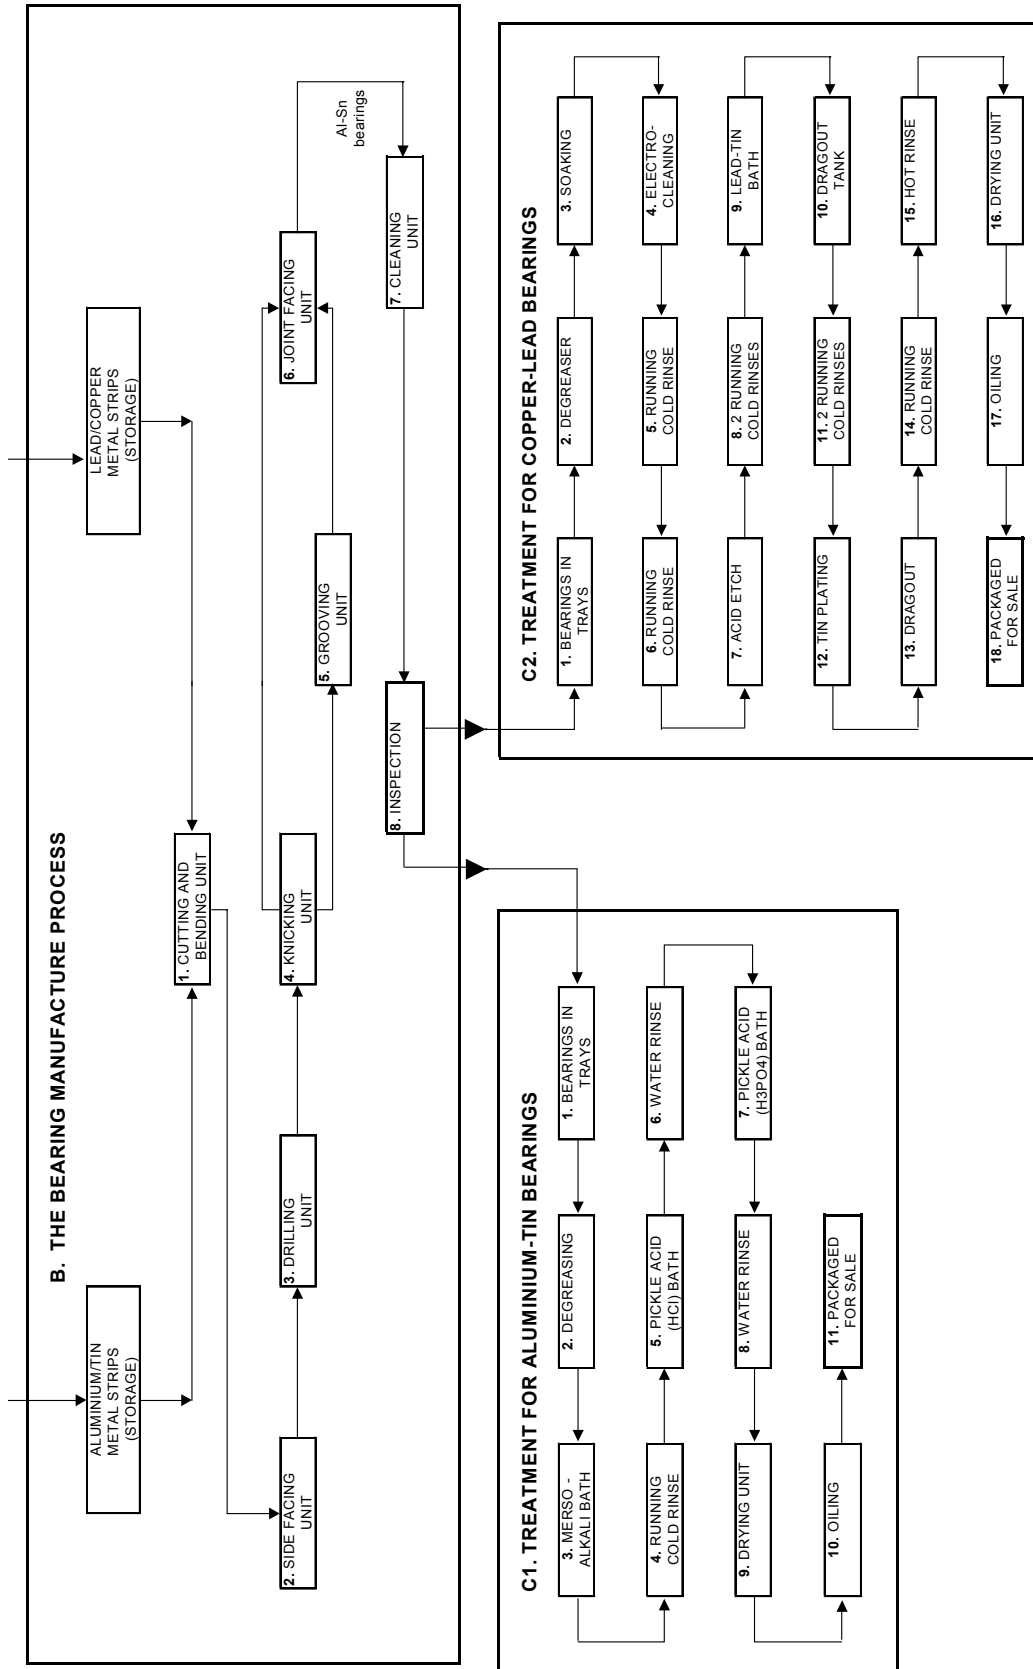 B. THE BEARING MANUFACTURE PROCESS
ALUMINIUM/TIN
METAL STRIPS
(STORAGE)
LEAD/COPPER
METAL STRIPS
(STORAGE)
1. CUTTING AND
BENDING UNIT
2. SIDE FACING
UNIT
3. DRILLING
UNIT
4. KNICKING
UNIT
5. GROOVING
UNIT
6. JOINT FACING
UNIT
Al-Sn
bearings
7. CLEANING
UNIT
8. INSPECTION
C1. TREATMENT FOR ALUMINIUM-TIN BEARINGS
1. BEARINGS IN
TRAYS
2. DEGREASING
3. MERSO -
ALKALI BATH
4. RUNNING
COLD RINSE
5. PICKLE ACID
(HCl) BATH
6. WATER RINSE
7. PICKLE ACID
(H3PO4) BATH
8. WATER RINSE
9. DRYING UNIT
10. OILING
11. PACKAGED
FOR SALE
C2. TREATMENT FOR COPPER-LEAD BEARINGS
1. BEARINGS IN
TRAYS
2. DEGREASER
3. SOAKING
4. ELECTRO-
CLEANING
5. RUNNING
COLD RINSE
6. RUNNING
COLD RINSE
7. ACID ETCH
8. 2 RUNNING
COLD RINSES
9. LEAD-TIN
BATH
10. DRAGOUT
TANK
11. 2 RUNNING
COLD RINSES
12. TIN PLATING
13. DRAGOUT
14. RUNNING
COLD RINSE
15. HOT RINSE
16. DRYING UNIT
17. OILING
18. PACKAGED
FOR SALE